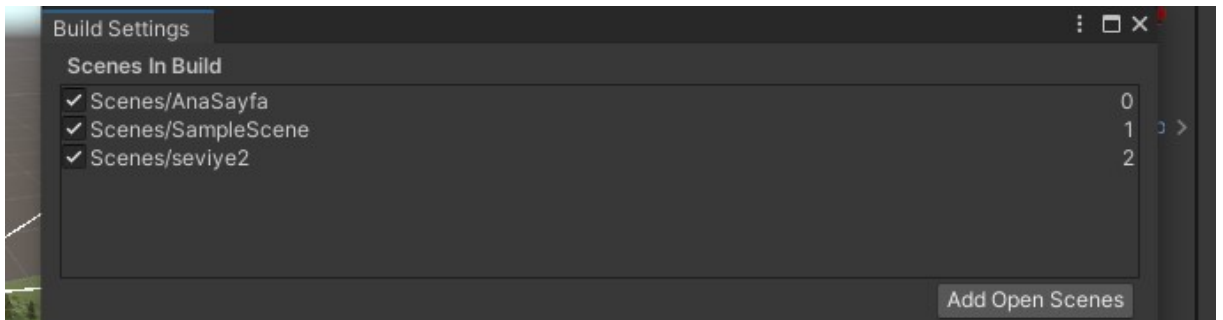 Build Settings
Scenes In Build
Scenes/AnaSayfa 0
Scenes/SampleScene 1
Scenes/seviye2 2
Add Open Scenes